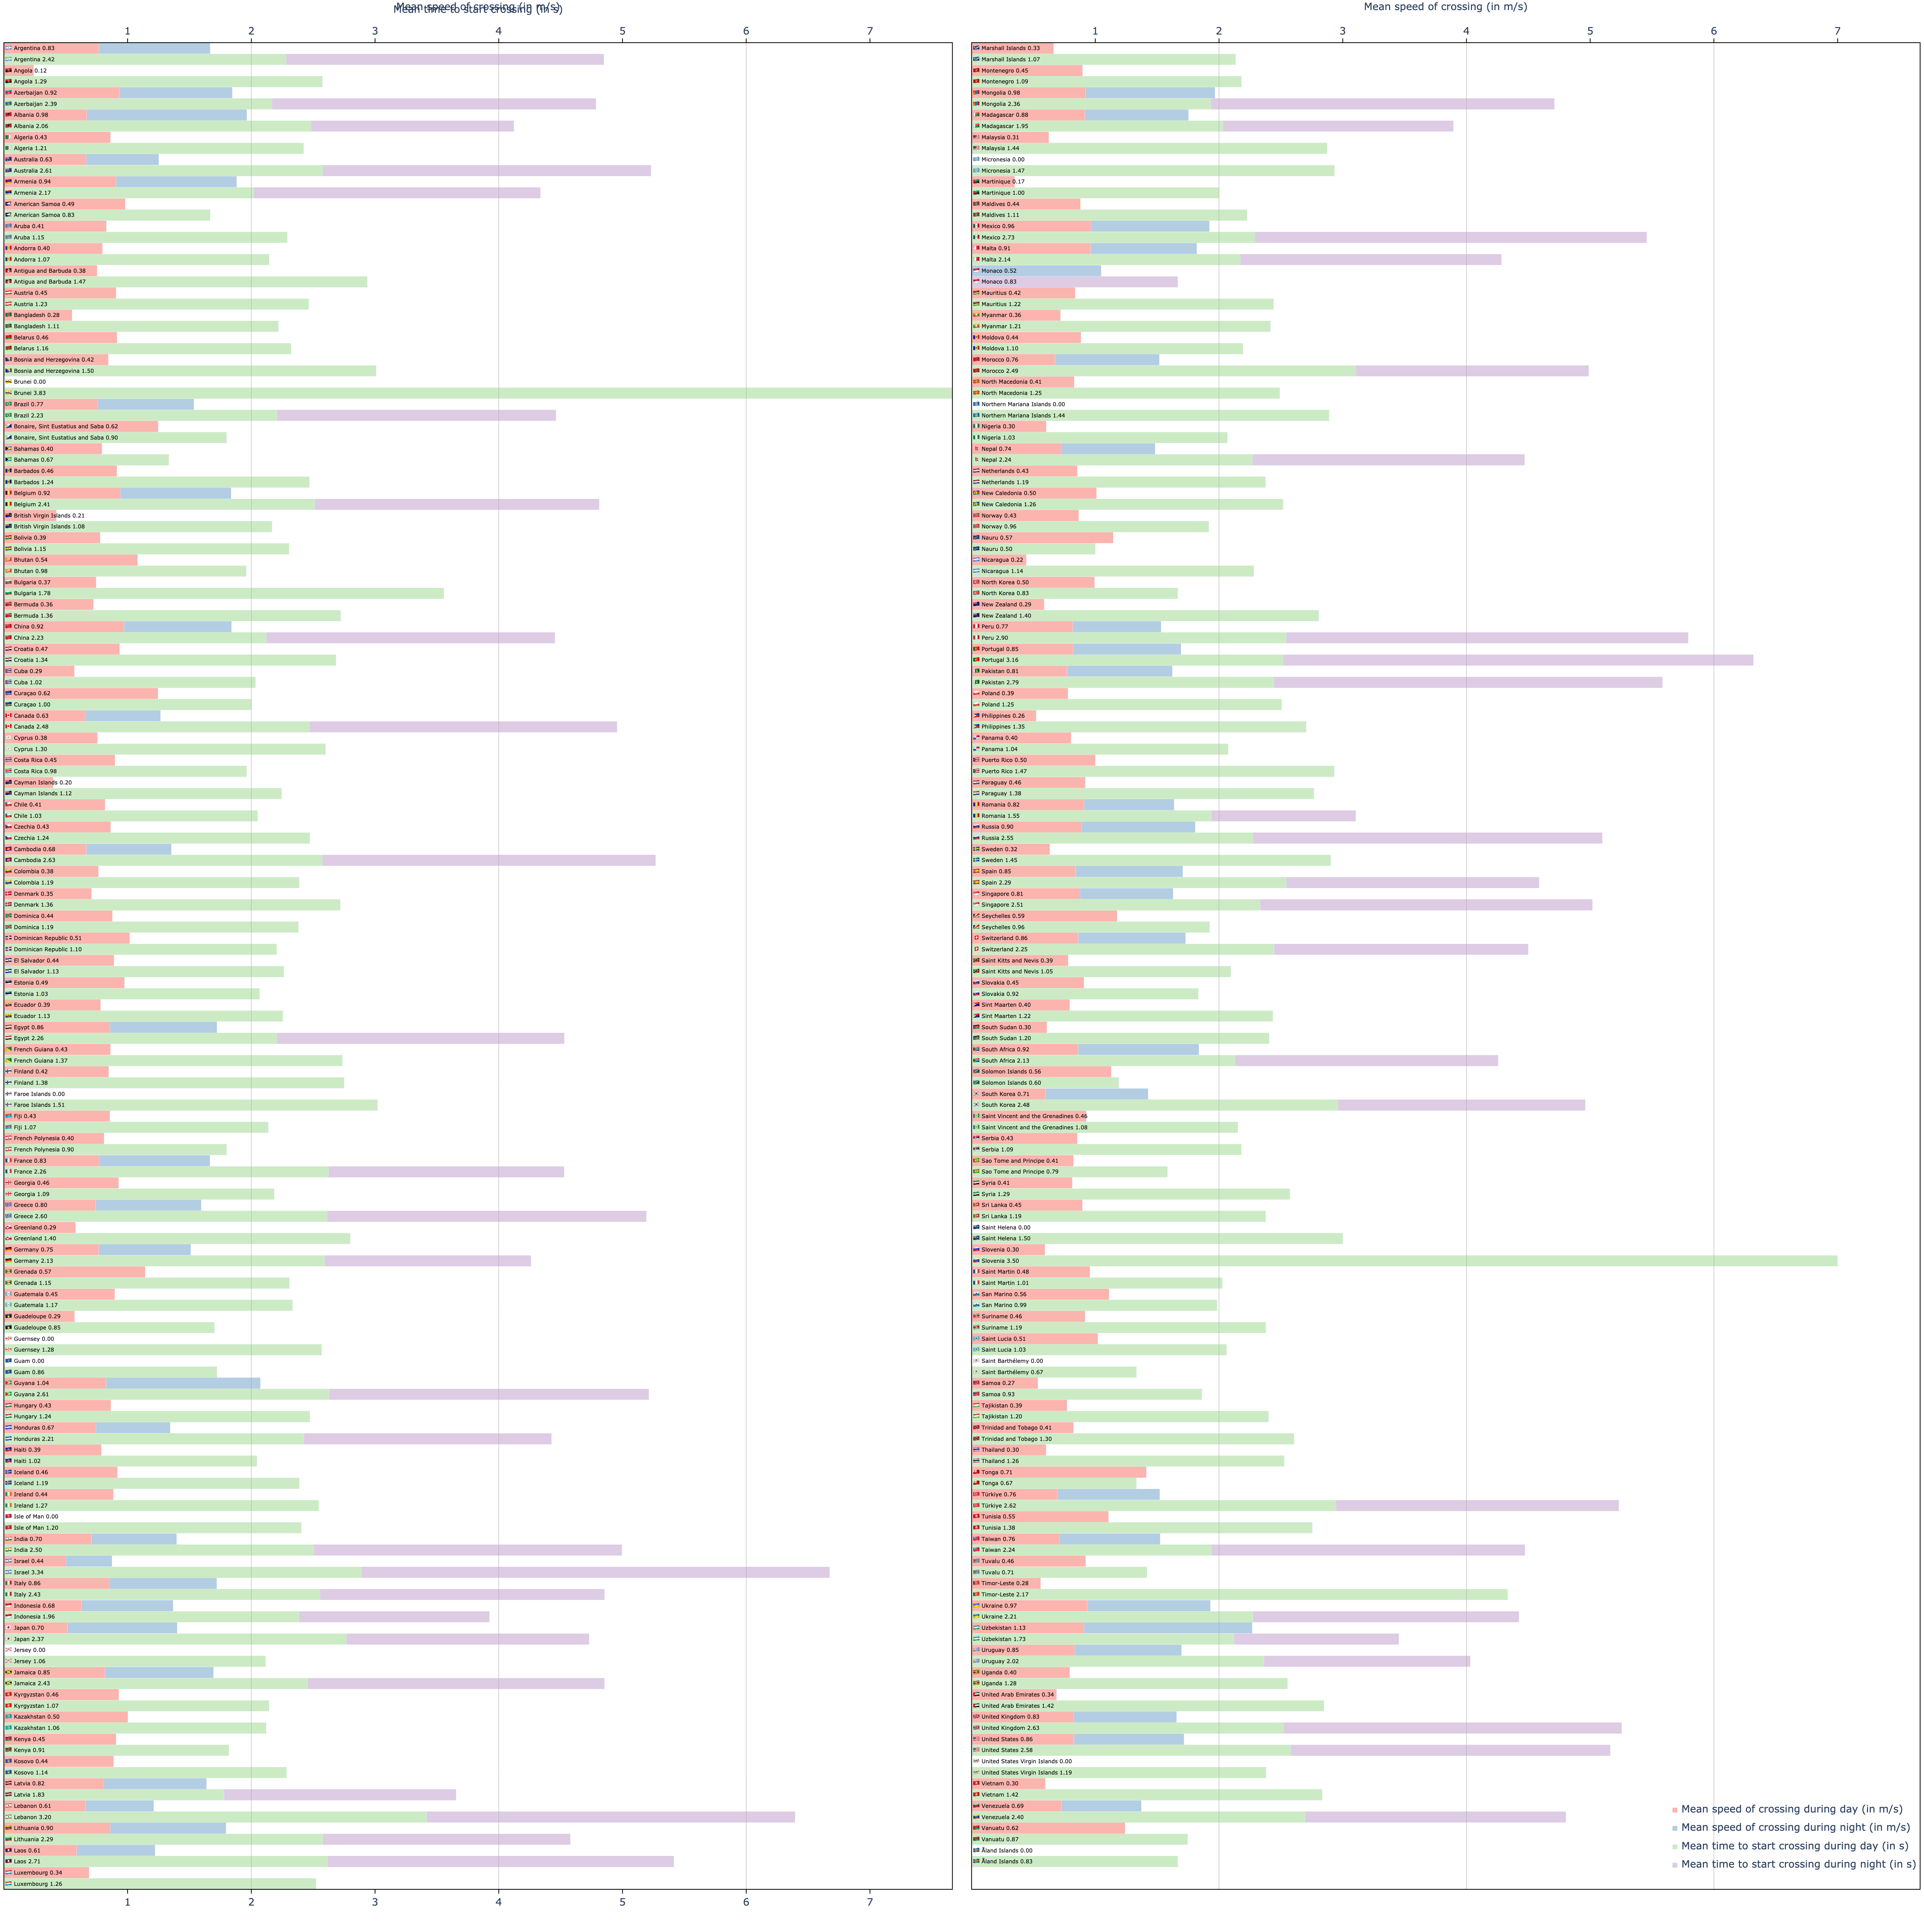 Mean speed of crossing (in m/s)
Mean time to start crossing (in s)
Mean speed of crossing (in m/s)
1 2 3 4 5 6 7
1 2 3 4 5 6 7
Argentina 0.83
Argentina 2.42
Angola 0.12
Angola 1.29
Azerbaijan 0.92
Azerbaijan 2.39
Albania 0.98
Albania 2.06
Algeria 0.43
Algeria 1.21
Australia 0.63
Australia 2.61
Armenia 0.94
Armenia 2.17
American Samoa 0.49
American Samoa 0.83
Aruba 0.41
Aruba 1.15
Andorra 0.40
Andorra 1.07
Antigua and Barbuda 0.38
Antigua and Barbuda 1.47
Austria 0.45
Austria 1.23
Bangladesh 0.28
Bangladesh 1.11
Belarus 0.46
Belarus 1.16
Bosnia and Herzegovina 0.42
Bosnia and Herzegovina 1.50
Brunei 0.00
Brunei 3.83
Brazil 0.77
Brazil 2.23
Bonaire, Sint Eustatius and Saba 0.62
Bonaire, Sint Eustatius and Saba 0.90
Bahamas 0.40
Bahamas 0.67
Barbados 0.46
Barbados 1.24
Belgium 0.92
Belgium 2.41
British Virgin Islands 0.21
British Virgin Islands 1.08
Bolivia 0.39
Bolivia 1.15
Bhutan 0.54
Bhutan 0.98
Bulgaria 0.37
Bulgaria 1.78
Bermuda 0.36
Bermuda 1.36
China 0.92
China 2.23
Croatia 0.47
Croatia 1.34
Cuba 0.29
Cuba 1.02
Curaçao 0.62
Curaçao 1.00
Canada 0.63
Canada 2.48
Cyprus 0.38
Cyprus 1.30
Costa Rica 0.45
Costa Rica 0.98
Cayman Islands 0.20
Cayman Islands 1.12
Chile 0.41
Chile 1.03
Czechia 0.43
Czechia 1.24
Cambodia 0.68
Cambodia 2.63
Colombia 0.38
Colombia 1.19
Denmark 0.35
Denmark 1.36
Dominica 0.44
Dominica 1.19
Dominican Republic 0.51
Dominican Republic 1.10
El Salvador 0.44
El Salvador 1.13
Estonia 0.49
Estonia 1.03
Ecuador 0.39
Ecuador 1.13
Egypt 0.86
Egypt 2.26
French Guiana 0.43
French Guiana 1.37
Finland 0.42
Finland 1.38
Faroe Islands 0.00
Faroe Islands 1.51
Fiji 0.43
Fiji 1.07
French Polynesia 0.40
French Polynesia 0.90
France 0.83
France 2.26
Georgia 0.46
Georgia 1.09
Greece 0.80
Greece 2.60
Greenland 0.29
Greenland 1.40
Germany 0.75
Germany 2.13
Grenada 0.57
Grenada 1.15
Guatemala 0.45
Guatemala 1.17
Guadeloupe 0.29
Guadeloupe 0.85
Guernsey 0.00
Guernsey 1.28
Guam 0.00
Guam 0.86
Guyana 1.04
Guyana 2.61
Hungary 0.43
Hungary 1.24
Honduras 0.67
Honduras 2.21
Haiti 0.39
Haiti 1.02
Iceland 0.46
Iceland 1.19
Ireland 0.44
Ireland 1.27
Isle of Man 0.00
Isle of Man 1.20
India 0.70
India 2.50
Israel 0.44
Israel 3.34
Italy 0.86
Italy 2.43
Indonesia 0.68
Indonesia 1.96
Japan 0.70
Japan 2.37
Jersey 0.00
Jersey 1.06
Jamaica 0.85
Jamaica 2.43
Kyrgyzstan 0.46
Kyrgyzstan 1.07
Kazakhstan 0.50
Kazakhstan 1.06
Kenya 0.45
Kenya 0.91
Kosovo 0.44
Kosovo 1.14
Latvia 0.82
Latvia 1.83
Lebanon 0.61
Lebanon 3.20
Lithuania 0.90
Lithuania 2.29
Laos 0.61
Laos 2.71
Luxembourg 0.34
Luxembourg 1.26
1 2 3 4 5 6 7
Marshall Islands 0.33
Marshall Islands 1.07
Montenegro 0.45
Montenegro 1.09
Mongolia 0.98
Mongolia 2.36
Madagascar 0.88
Madagascar 1.95
Malaysia 0.31
Malaysia 1.44
Micronesia 0.00
Micronesia 1.47
Martinique 0.17
Martinique 1.00
Maldives 0.44
Maldives 1.11
Mexico 0.96
Mexico 2.73
Malta 0.91
Malta 2.14
Monaco 0.52
Monaco 0.83
Mauritius 0.42
Mauritius 1.22
Myanmar 0.36
Myanmar 1.21
Moldova 0.44
Moldova 1.10
Morocco 0.76
Morocco 2.49
North Macedonia 0.41
North Macedonia 1.25
Northern Mariana Islands 0.00
Northern Mariana Islands 1.44
Nigeria 0.30
Nigeria 1.03
Nepal 0.74
Nepal 2.24
Netherlands 0.43
Netherlands 1.19
New Caledonia 0.50
New Caledonia 1.26
Norway 0.43
Norway 0.96
Nauru 0.57
Nauru 0.50
Nicaragua 0.22
Nicaragua 1.14
North Korea 0.50
North Korea 0.83
New Zealand 0.29
New Zealand 1.40
Peru 0.77
Peru 2.90
Portugal 0.85
Portugal 3.16
Pakistan 0.81
Pakistan 2.79
Poland 0.39
Poland 1.25
Philippines 0.26
Philippines 1.35
Panama 0.40
Panama 1.04
Puerto Rico 0.50
Puerto Rico 1.47
Paraguay 0.46
Paraguay 1.38
Romania 0.82
Romania 1.55
Russia 0.90
Russia 2.55
Sweden 0.32
Sweden 1.45
Spain 0.85
Spain 2.29
Singapore 0.81
Singapore 2.51
Seychelles 0.59
Seychelles 0.96
Switzerland 0.86
Switzerland 2.25
Saint Kitts and Nevis 0.39
Saint Kitts and Nevis 1.05
Slovakia 0.45
Slovakia 0.92
Sint Maarten 0.40
Sint Maarten 1.22
South Sudan 0.30
South Sudan 1.20
South Africa 0.92
South Africa 2.13
Solomon Islands 0.56
Solomon Islands 0.60
South Korea 0.71
South Korea 2.48
Saint Vincent and the Grenadines 0.46
Saint Vincent and the Grenadines 1.08
Serbia 0.43
Serbia 1.09
Sao Tome and Principe 0.41
Sao Tome and Principe 0.79
Syria 0.41
Syria 1.29
Sri Lanka 0.45
Sri Lanka 1.19
Saint Helena 0.00
Saint Helena 1.50
Slovenia 0.30
Slovenia 3.50
Saint Martin 0.48
Saint Martin 1.01
San Marino 0.56
San Marino 0.99
Suriname 0.46
Suriname 1.19
Saint Lucia 0.51
Saint Lucia 1.03
Saint Barthélemy 0.00
Saint Barthélemy 0.67
Samoa 0.27
Samoa 0.93
Tajikistan 0.39
Tajikistan 1.20
Trinidad and Tobago 0.41
Trinidad and Tobago 1.30
Thailand 0.30
Thailand 1.26
Tonga 0.71
Tonga 0.67
Türkiye 0.76
Türkiye 2.62
Tunisia 0.55
Tunisia 1.38
Taiwan 0.76
Taiwan 2.24
Tuvalu 0.46
Tuvalu 0.71
Timor-Leste 0.28
Timor-Leste 2.17
Ukraine 0.97
Ukraine 2.21
Uzbekistan 1.13
Uzbekistan 1.73
Uruguay 0.85
Uruguay 2.02
Uganda 0.40
Uganda 1.28
United Arab Emirates 0.34
United Arab Emirates 1.42
United Kingdom 0.83
United Kingdom 2.63
United States 0.86
United States 2.58
United States Virgin Islands 0.00
United States Virgin Islands 1.19
Vietnam 0.30
Vietnam 1.42
Venezuela 0.69
Venezuela 2.40
Vanuatu 0.62
Vanuatu 0.87
Åland Islands 0.00
Åland Islands 0.83
Mean speed of crossing during day (in m/s)
Mean speed of crossing during night (in m/s)
Mean time to start crossing during day (in s)
Mean time to start crossing during night (in s)